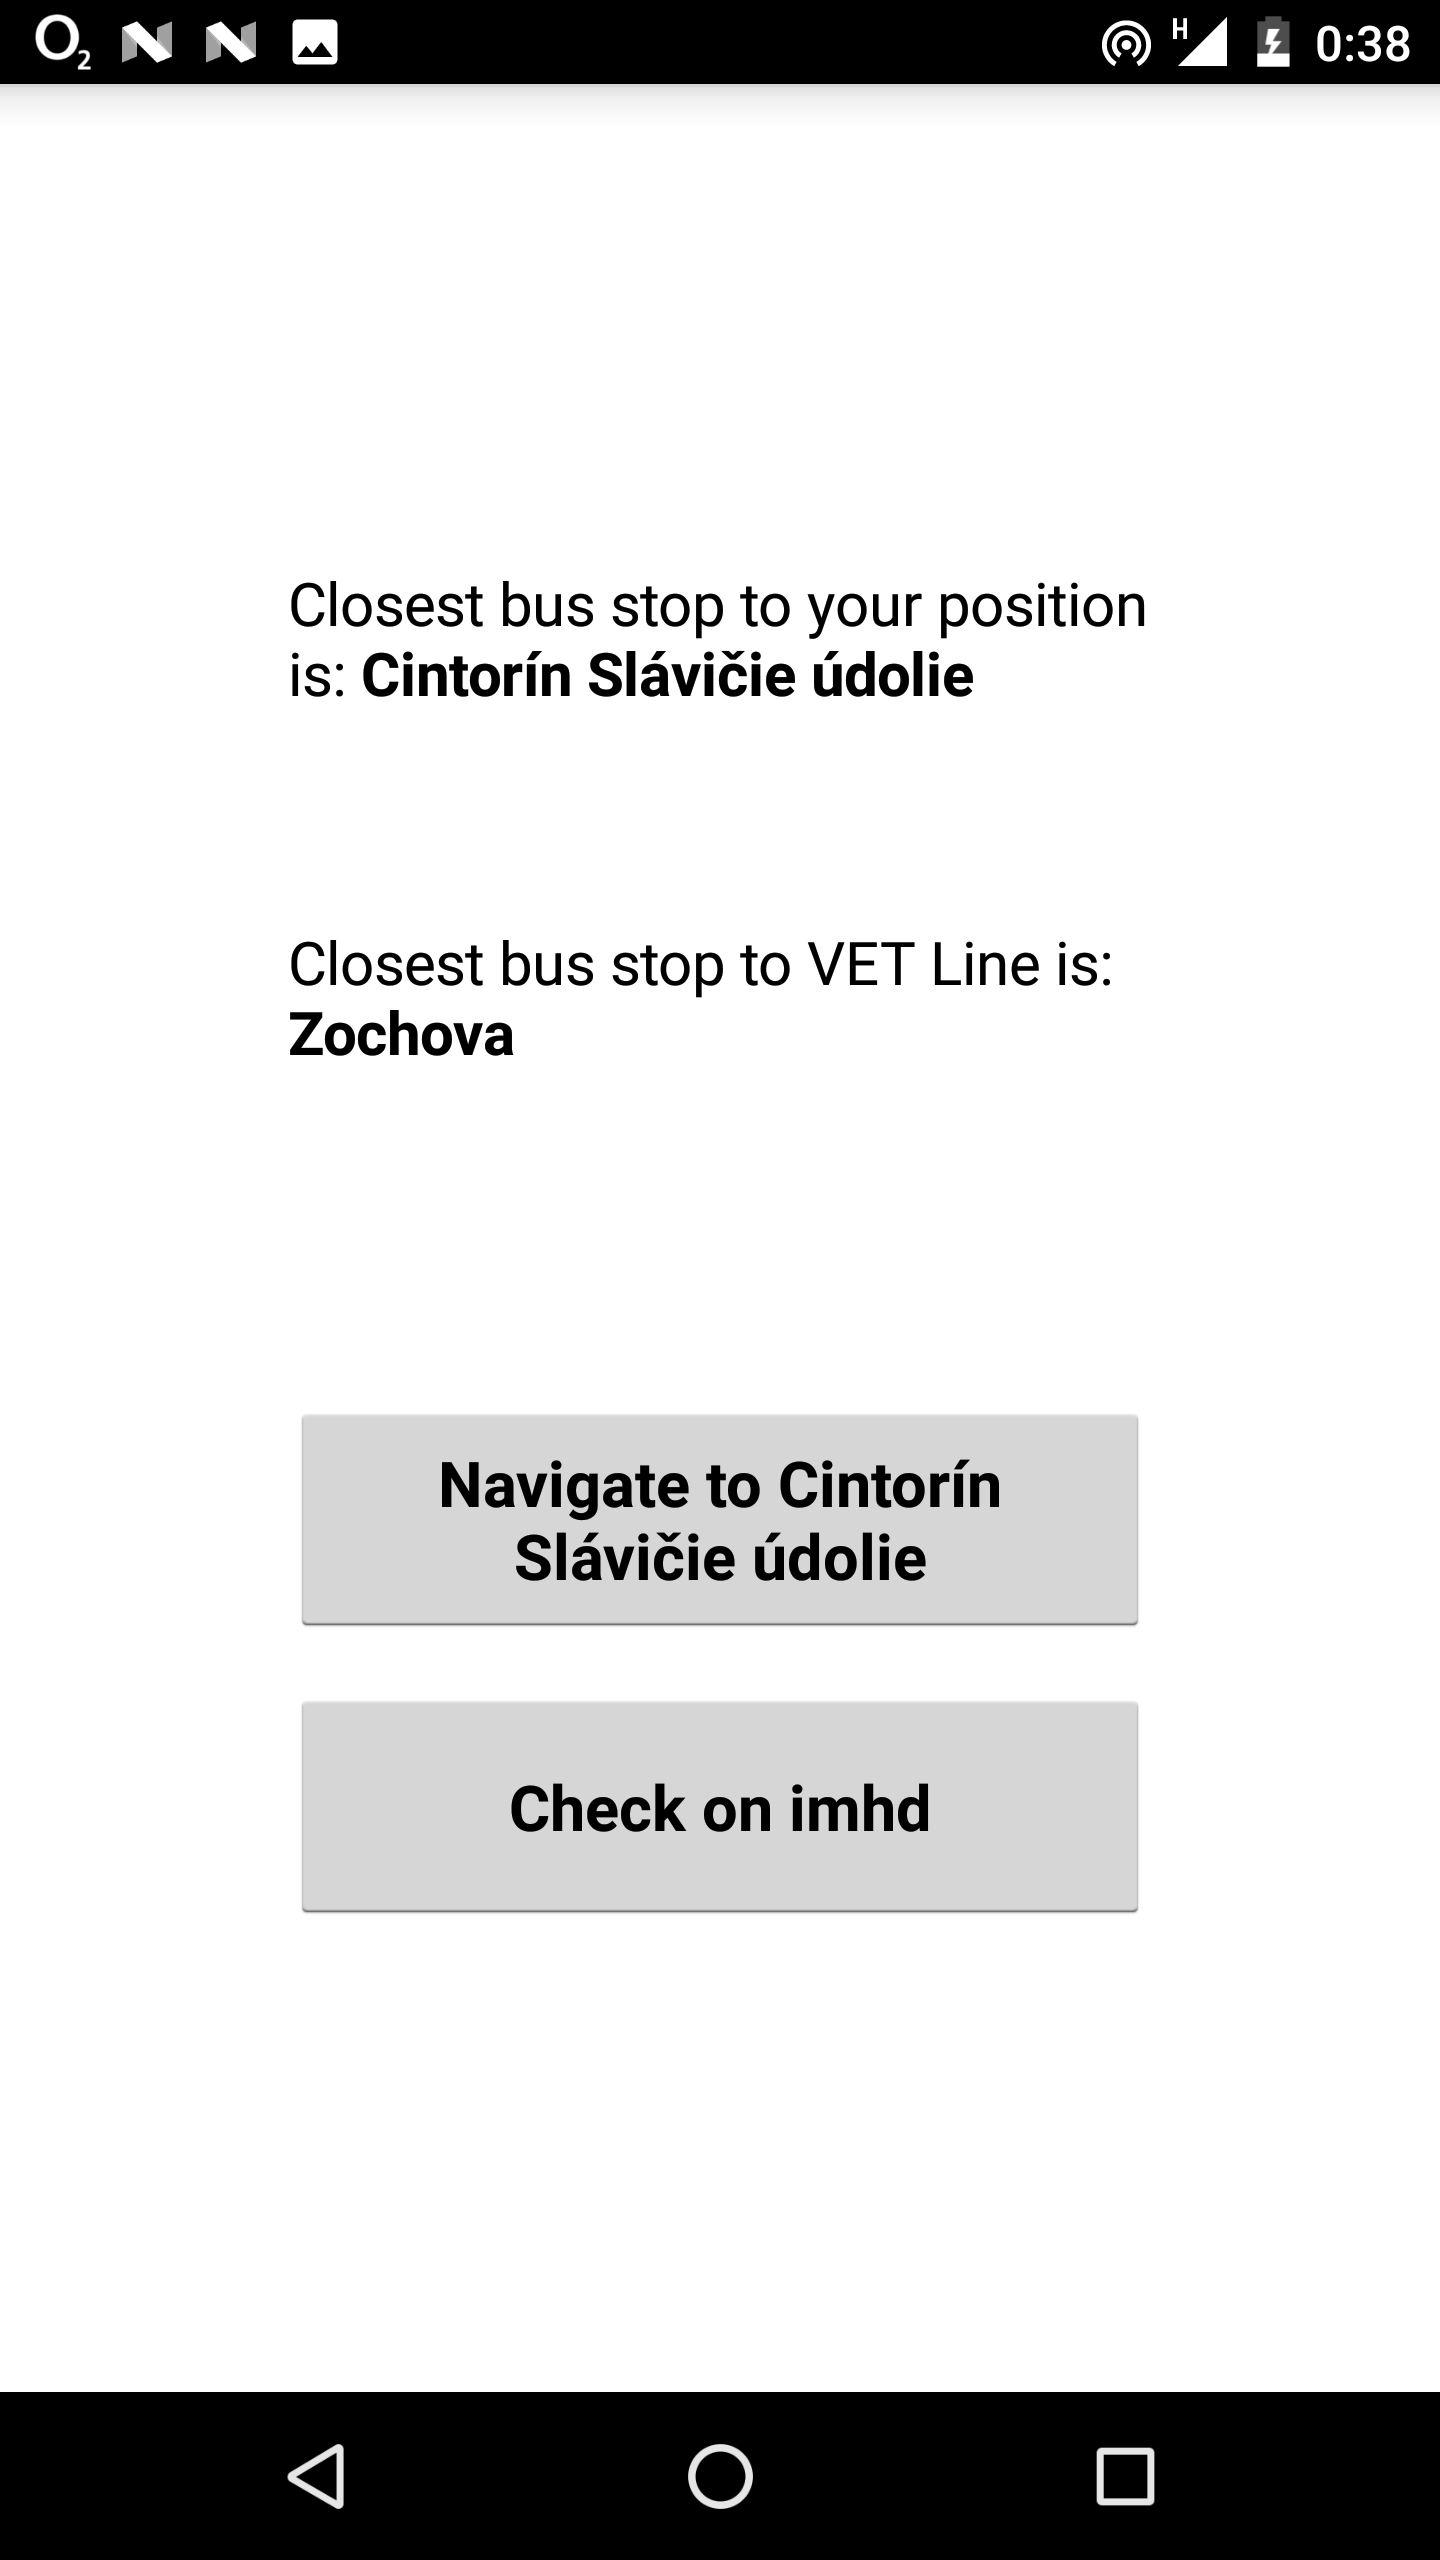 O2 H 0:38
Closest bus stop to your position
is: Cintorín Slávičie údolie
Closest bus stop to VET Line is:
Zochova
Navigate to Cintorín
Slávičie údolie
Check on imhd